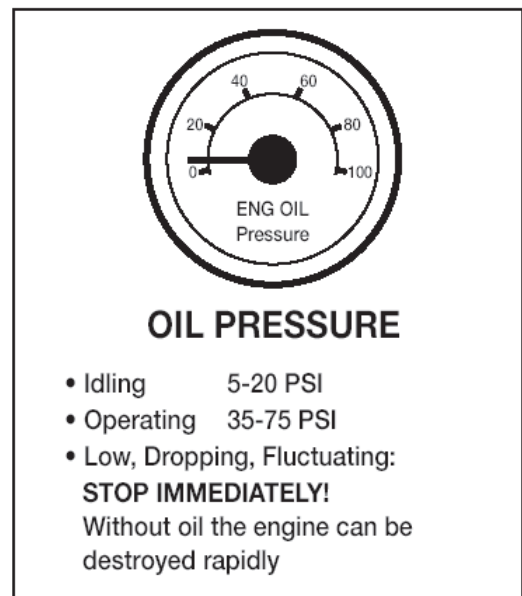 40 60
20 80
0 100
ENG OIL
Pressure
OIL PRESSURE
• Idling 5-20 PSI
• Operating 35-75 PSI
• Low, Dropping, Fluctuating:
STOP IMMEDIATELY!
Without oil the engine can be
destroyed rapidly